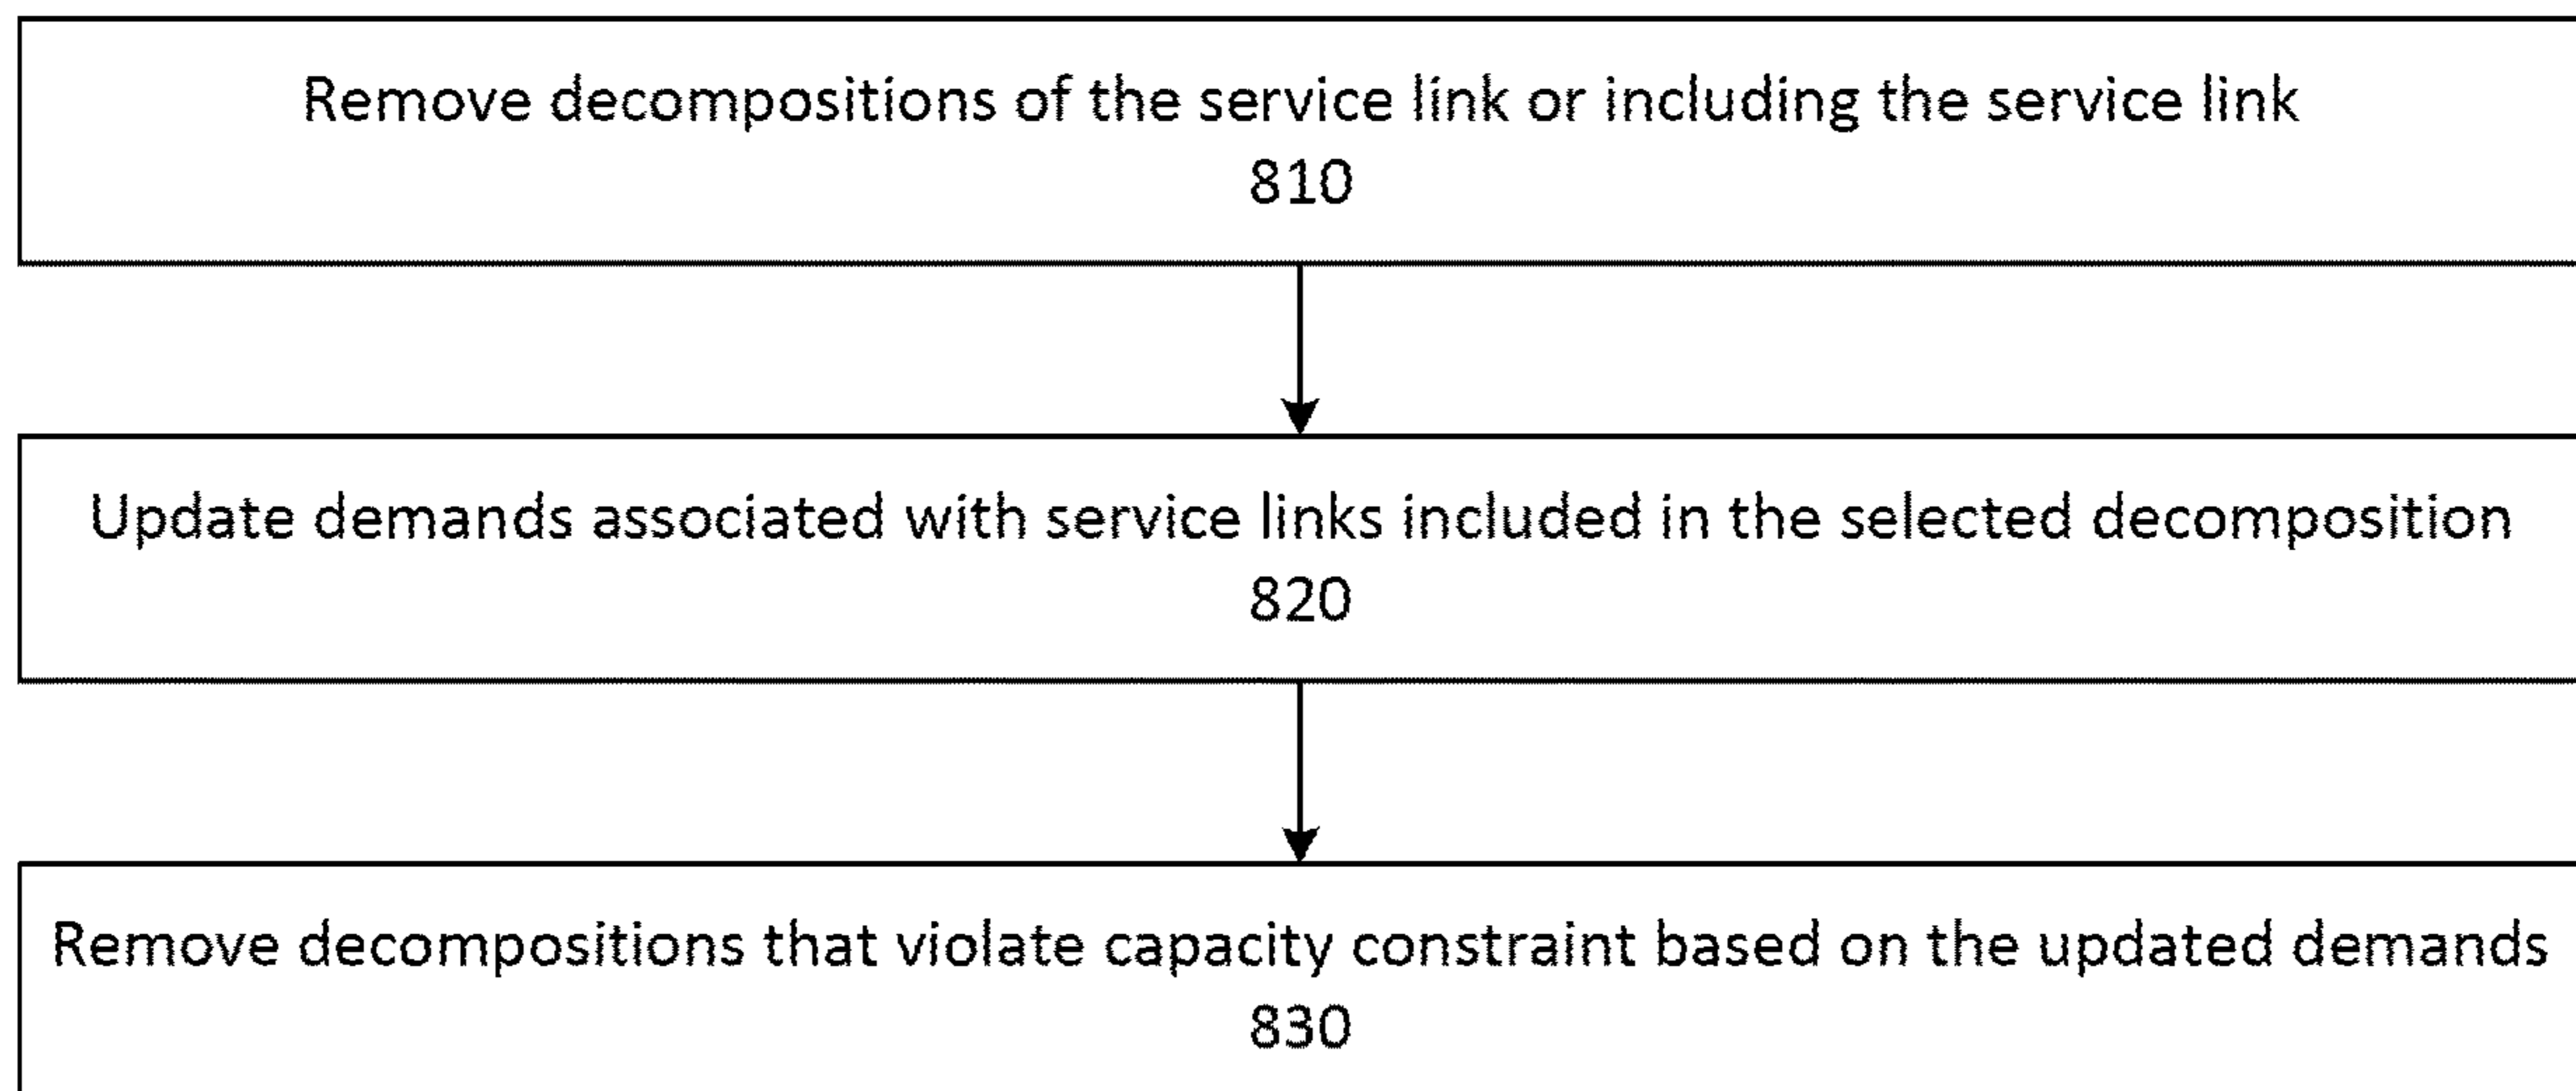 Remove decompositions of the service link or including the service link
810
Update demands associated with service links included in the selected decomposition
820
Remove decompositions that violate capacity constraint based on the updated demands
830